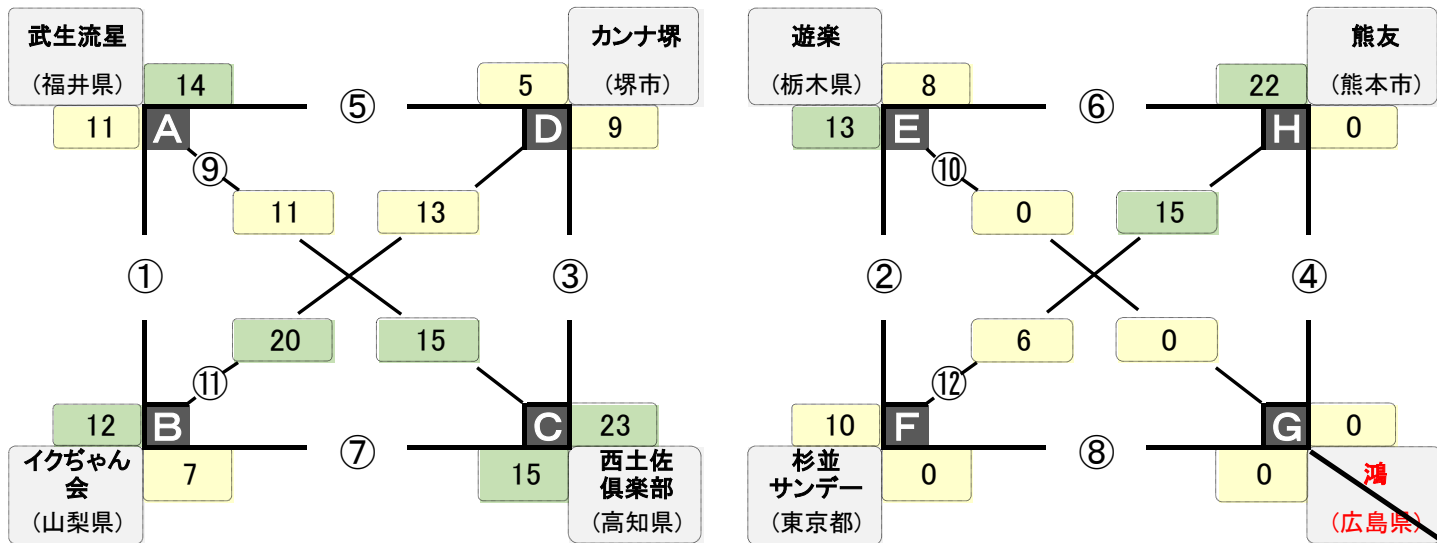 武生流星
(福井県)
14
⑤
5
カンナ堺
(堺市)
11
A
D
9
⑨
11
13
①
③
20
15
⑪
12
B
C
23
イクぢゃん
会
(山梨県)
7
⑦
15
西土佐
倶楽部
(高知県)
遊楽
(栃木県)
8
⑥
22
熊友
(熊本市)
13
E
H
0
⑩
0
15
②
④
6
0
⑫
10
F
G
0
杉並
サンデー
(東京都)
0
⑧
0
鴻
(広島県)